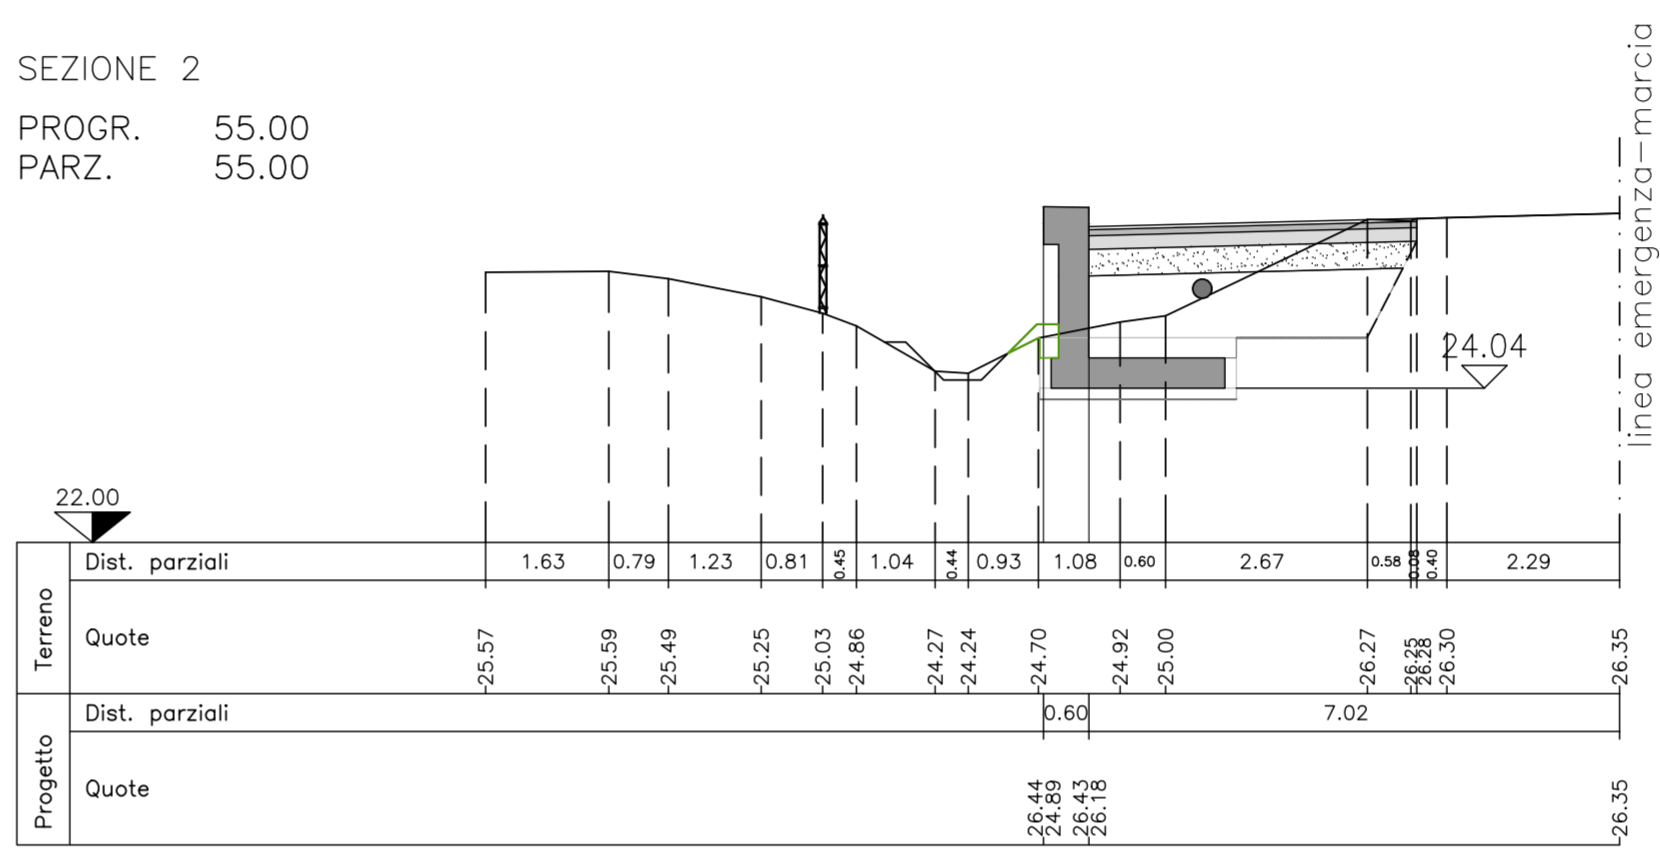 SEZIONE 2
PROGR. 55.00
PARZ. 55.00
linea emergenza-marcia
24.04
22.00
Terreno
Dist. parziali 1.63 0.79 1.23 0.81 0.45 1.04 0.44 0.93 1.08 0.60 2.67 0.58 0.08 0.40 2.29
Quote 25.57 25.59 25.49 25.25 25.03 24.86 24.27 24.24 24.70 24.92 25.00 26.27 26.25 26.28 26.30 26.35
Progetto
Dist. parziali 0.60 7.02
Quote 26.44 24.89 26.43 26.18 26.35